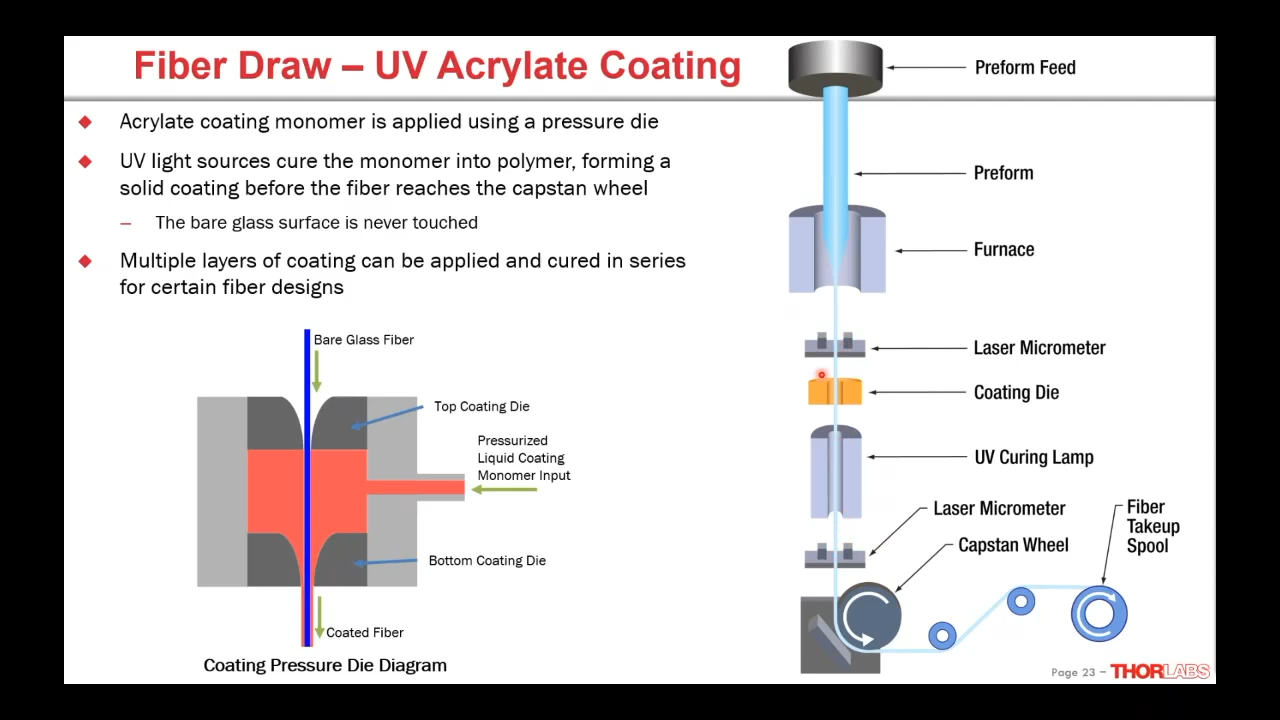 Fiber Draw – UV Acrylate Coating
Acrylate coating monomer is applied using a pressure die
UV light sources cure the monomer into polymer, forming a
solid coating before the fiber reaches the capstan wheel
– The bare glass surface is never touched
Multiple layers of coating can be applied and cured in series
for certain fiber designs
Bare Glass Fiber
Top Coating Die
Pressurized
Liquid Coating
Monomer Input
Bottom Coating Die
Coated Fiber
Coating Pressure Die Diagram
Preform Feed
Preform
Furnace
Laser Micrometer
Coating Die
UV Curing Lamp
Laser Micrometer
Capstan Wheel
Fiber
Takeup
Spool
Page 23 – THORLABS